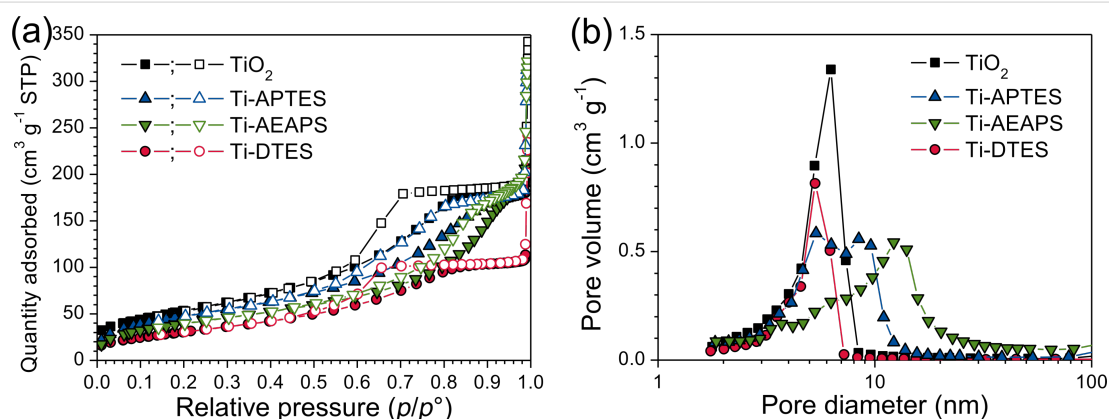 (a)
Quantity adsorbed (cm³ g⁻¹ STP)
350
300
250
200
150
100
50
0
■ ; □ TiO₂
▲ ; △ Ti-APTES
▼ ; ▽ Ti-AEAPS
● ; ○ Ti-DTES
0.0 0.1 0.2 0.3 0.4 0.5 0.6 0.7 0.8 0.9 1.0
Relative pressure (p/p°)
(b)
Pore volume (cm³ g⁻¹)
1.5
1.0
0.5
0.0
TiO₂
Ti-APTES
Ti-AEAPS
Ti-DTES
1 10 100
Pore diameter (nm)